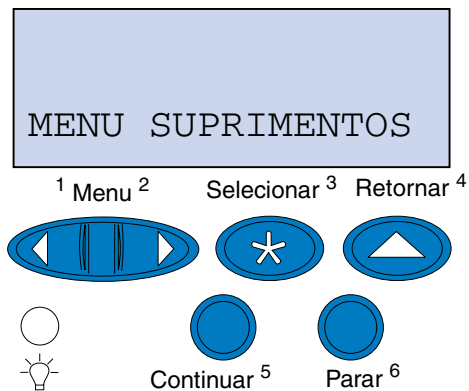 MENU SUPRIMENTOS
1 Menu 2 Selecionar 3 Retornar 4
Continuar 5 Parar 6